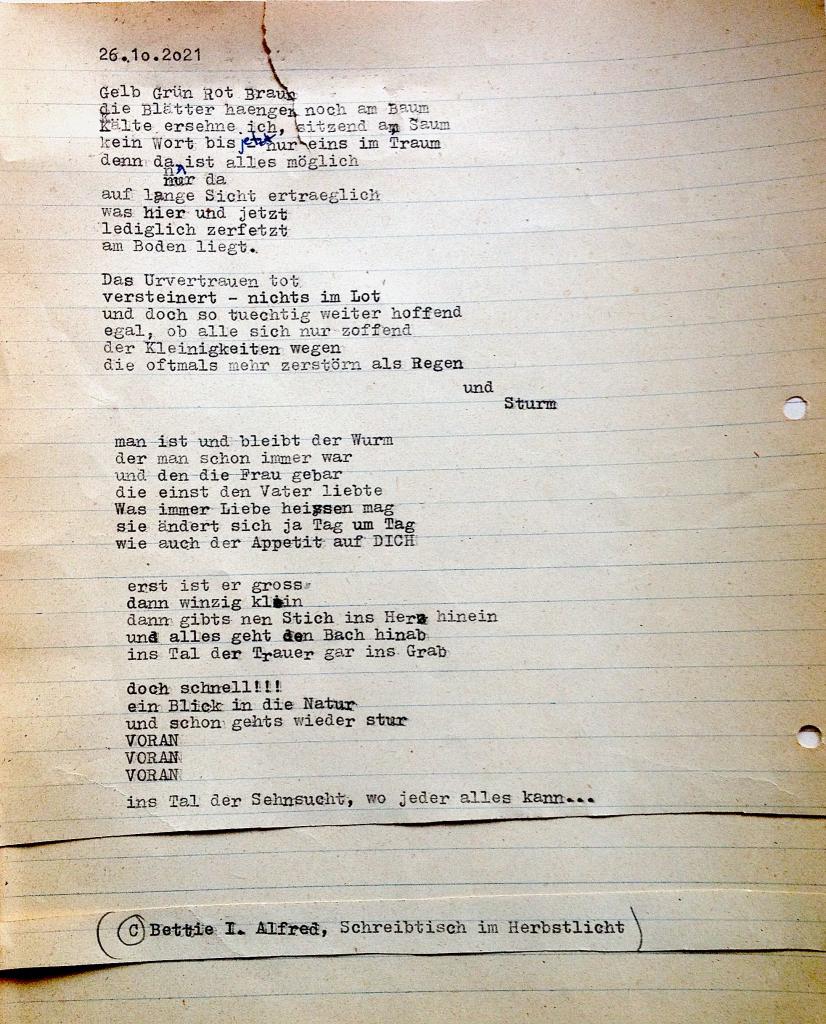 26.10.2021
Gelb Grün Rot Braun
die Blätter haengen noch am Baum
Kälte ersehne ich, sitzend am Saum
kein Wort bis jetzt nur eins im Traum
denn da ist alles möglich
nur da
auf lange Sicht ertraeglich
was hier und jetzt
lediglich zerfetzt
am Boden liegt.
Das Urvertrauen tot
versteinert - nichts im Lot
und doch so tuechtig weiter hoffend
egal, ob alle sich nur zoffend
der Kleinigkeiten wegen
die oftmals mehr zerstörn als Regen
und
Sturm
man ist und bleibt der Wurm
der man schon immer war
und den die Frau gebar
die einst den Vater liebte
Was immer Liebe heissen mag
sie ändert sich ja Tag um Tag
wie auch der Appetit auf DICH
erst ist er gross
dann winzig klein
dann gibts nen Stich ins Herz hinein
und alles geht den Bach hinab
ins Tal der Trauer gar ins Grab
doch schnell!!!
ein Blick in die Natur
und schon gehts wieder stur
VORAN
VORAN
VORAN
ins Tal der Sehnsucht, wo jeder alles kann...
(© Bettie I. Alfred, Schreibtisch im Herbstlicht)